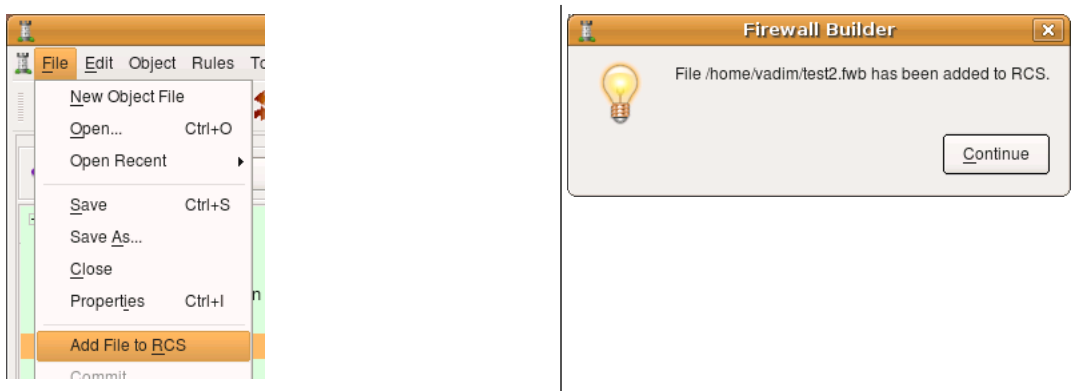 File Edit Object Rules
New Object File
Open... Ctrl+O
Open Recent
Save Ctrl+S
Save As...
Close
Properties Ctrl+I
Add File to RCS
Commit
Firewall Builder
File /home/vadim/test2.fwb has been added to RCS.
Continue